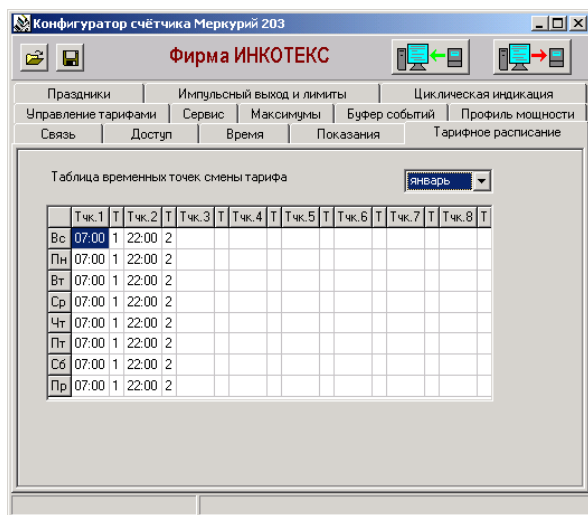 Конфигуратор счётчика Меркурий 203
Фирма ИНКОТЕКС
Праздники Импульсный выход и лимиты Циклическая индикация
Управление тарифами Сервис Максимумы Буфер событий Профиль мощности
Связь Доступ Время Показания Тарифное расписание
Таблица временных точек смены тарифа январь
Тчк.1 Т Тчк.2 Т Тчк.3 Т Тчк.4 Т Тчк.5 Т Тчк.6 Т Тчк.7 Т Тчк.8 Т
Вс 07:00 1 22:00 2
Пн 07:00 1 22:00 2
Вт 07:00 1 22:00 2
Ср 07:00 1 22:00 2
Чт 07:00 1 22:00 2
Пт 07:00 1 22:00 2
Сб 07:00 1 22:00 2
Пр 07:00 1 22:00 2